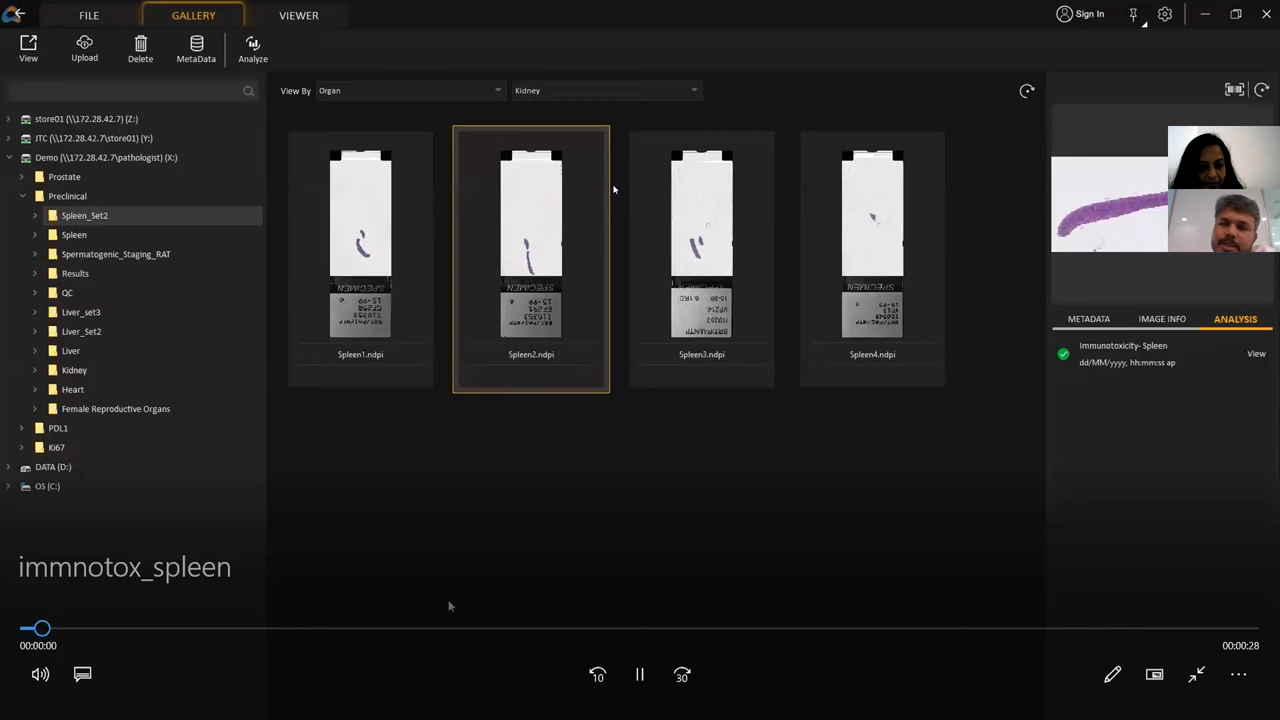 FILE
GALLERY
VIEWER
Sign In
View
Upload
Delete
MetaData
Analyze
View By
Organ
Kidney
store01 (\\172.28.42.7) (Z:)
JTC (\\172.28.42.7\store01) (Y:)
Demo (\\172.28.42.7\pathologist) (X:)
Prostate
Preclinical
Spleen_Set2
Spleen
Spermatogenic_Staging_RAT
Results
QC
Liver_set3
Liver_Set2
Liver
Kidney
Heart
Female Reproductive Organs
PDL1
Ki67
DATA (D:)
OS (C:)
SPECIMEN
SPECIMEN
SPECIMEN
SPECIMEN
Spleen1.ndpi
Spleen2.ndpi
Spleen3.ndpi
Spleen4.ndpi
METADATA
IMAGE INFO
ANALYSIS
Immunotoxicity- Spleen
View
dd/MM/yyyy, hh:mm:ss ap
immnotox_spleen
00:00:00
00:00:28
10
30